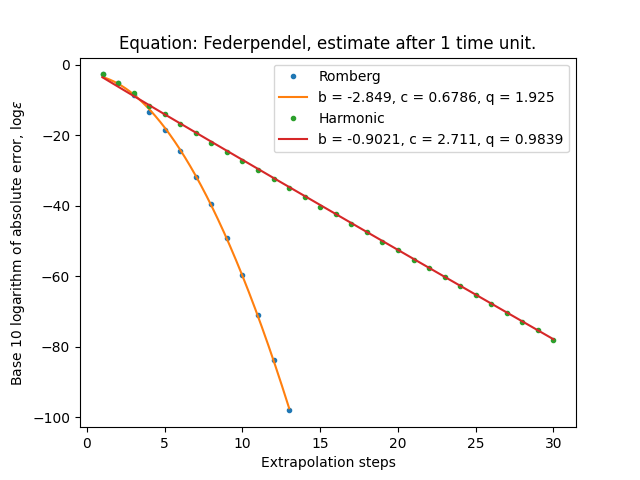 Equation: Federpendel, estimate after 1 time unit.
Romberg
b = -2.849, c = 0.6786, q = 1.925
Harmonic
b = -0.9021, c = 2.711, q = 0.9839
Base 10 logarithm of absolute error, logε
0
−20
−40
−60
−80
−100
0 5 10 15 20 25 30
Extrapolation steps